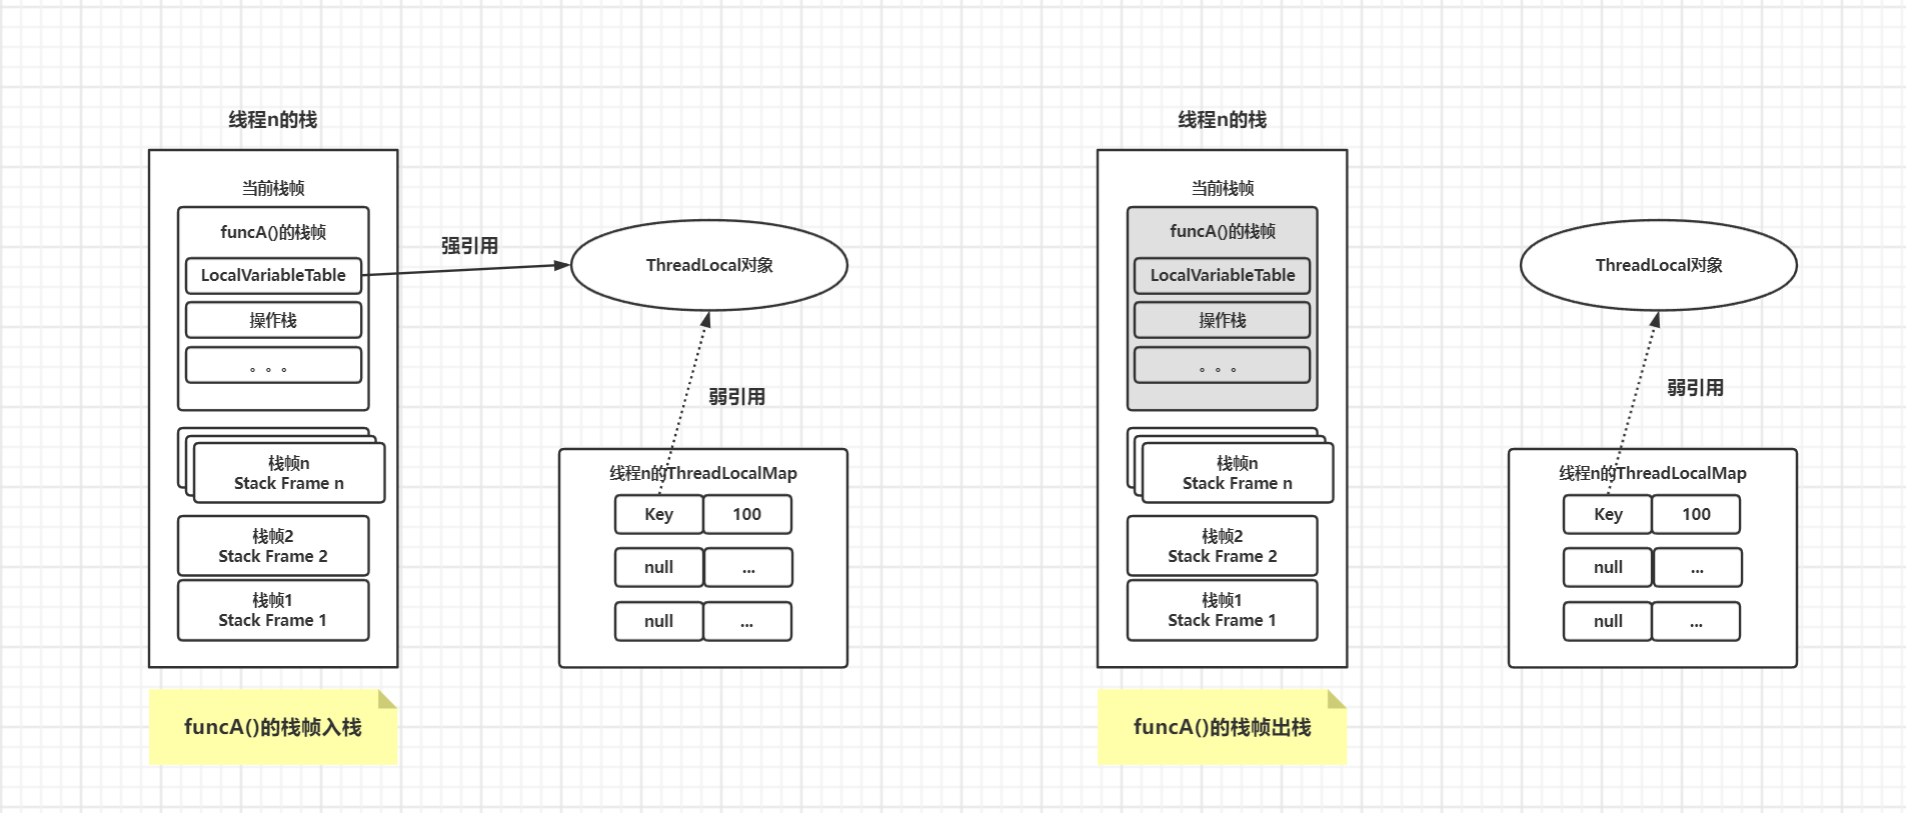 线程n的栈
当前栈帧
funcA()的栈帧
LocalVariableTable
操作栈
。。。
栈帧n
Stack Frame n
栈帧2
Stack Frame 2
栈帧1
Stack Frame 1
funcA()的栈帧入栈
强引用
ThreadLocal对象
弱引用
线程n的ThreadLocalMap
Key 100
null ...
null ...
线程n的栈
当前栈帧
funcA()的栈帧
LocalVariableTable
操作栈
。。。
栈帧n
Stack Frame n
栈帧2
Stack Frame 2
栈帧1
Stack Frame 1
funcA()的栈帧出栈
ThreadLocal对象
弱引用
线程n的ThreadLocalMap
Key 100
null ...
null ...